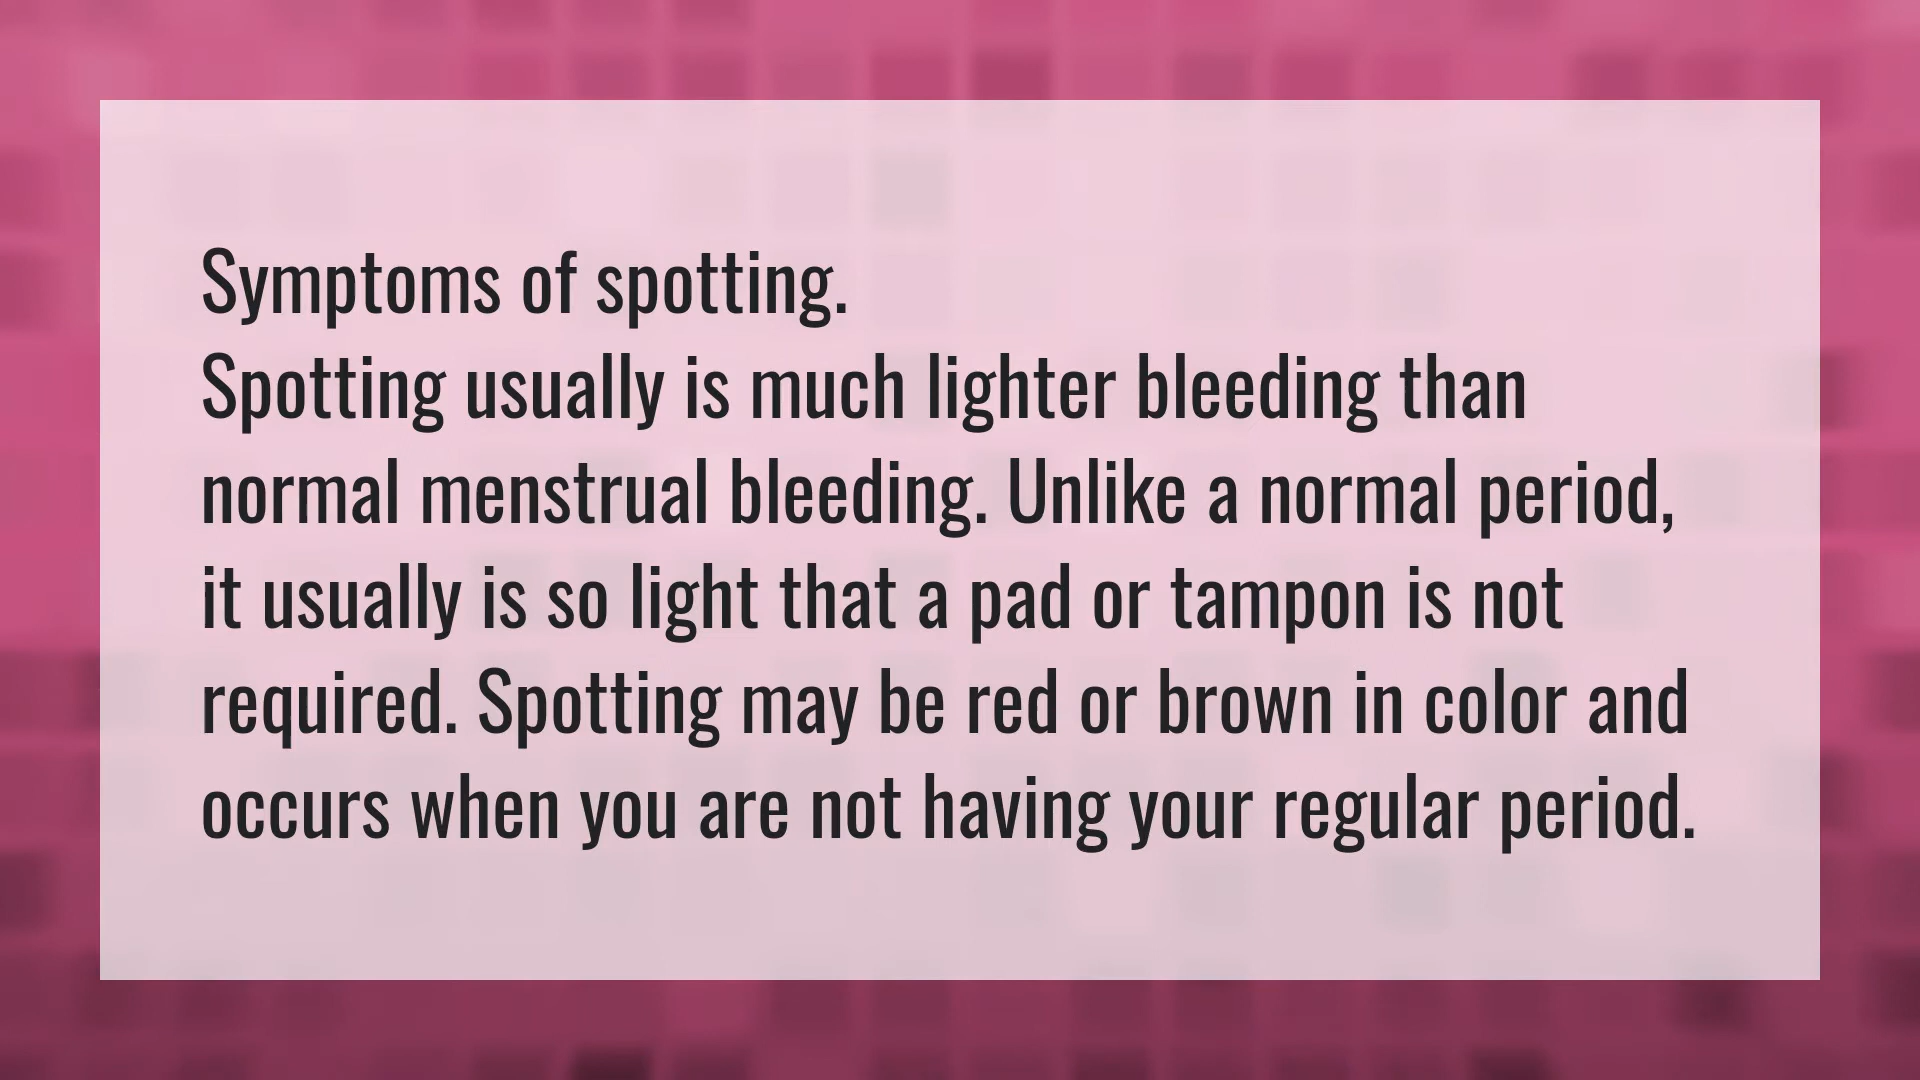 Symptoms of spotting.
Spotting usually is much lighter bleeding than
normal menstrual bleeding. Unlike a normal period,
it usually is so light that a pad or tampon is not
required. Spotting may be red or brown in color and
occurs when you are not having your regular period.